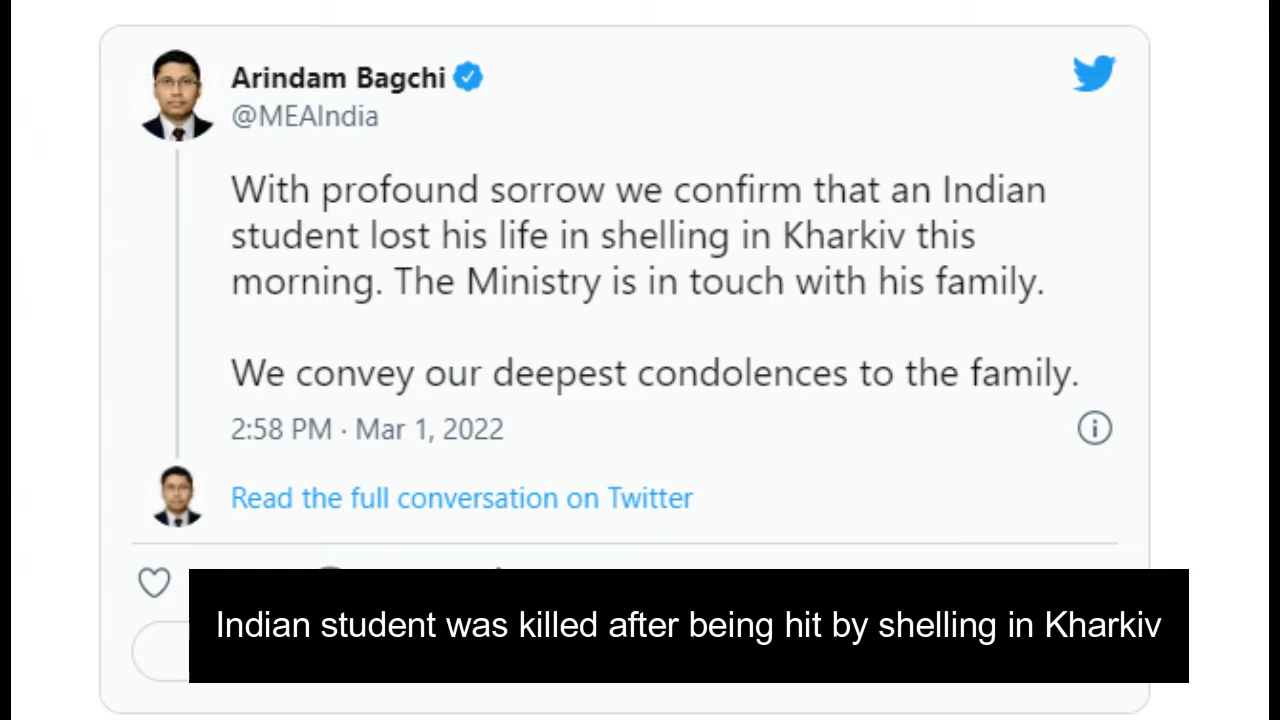 Arindam Bagchi
@MEAIndia
With profound sorrow we confirm that an Indian
student lost his life in shelling in Kharkiv this
morning. The Ministry is in touch with his family.
We convey our deepest condolences to the family.
2:58 PM · Mar 1, 2022
Read the full conversation on Twitter
Indian student was killed after being hit by shelling in Kharkiv